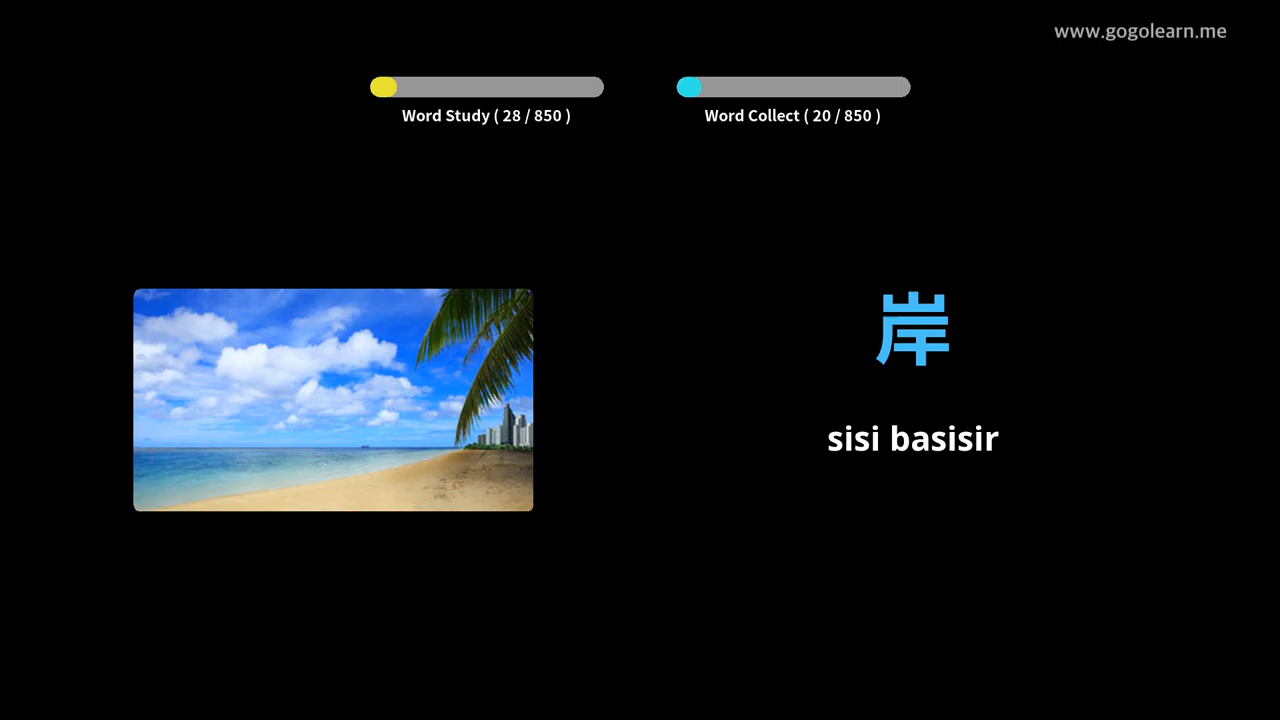 www.gogolearn.me
Word Study ( 28 / 850 )
Word Collect ( 20 / 850 )
岸
sisi basisir